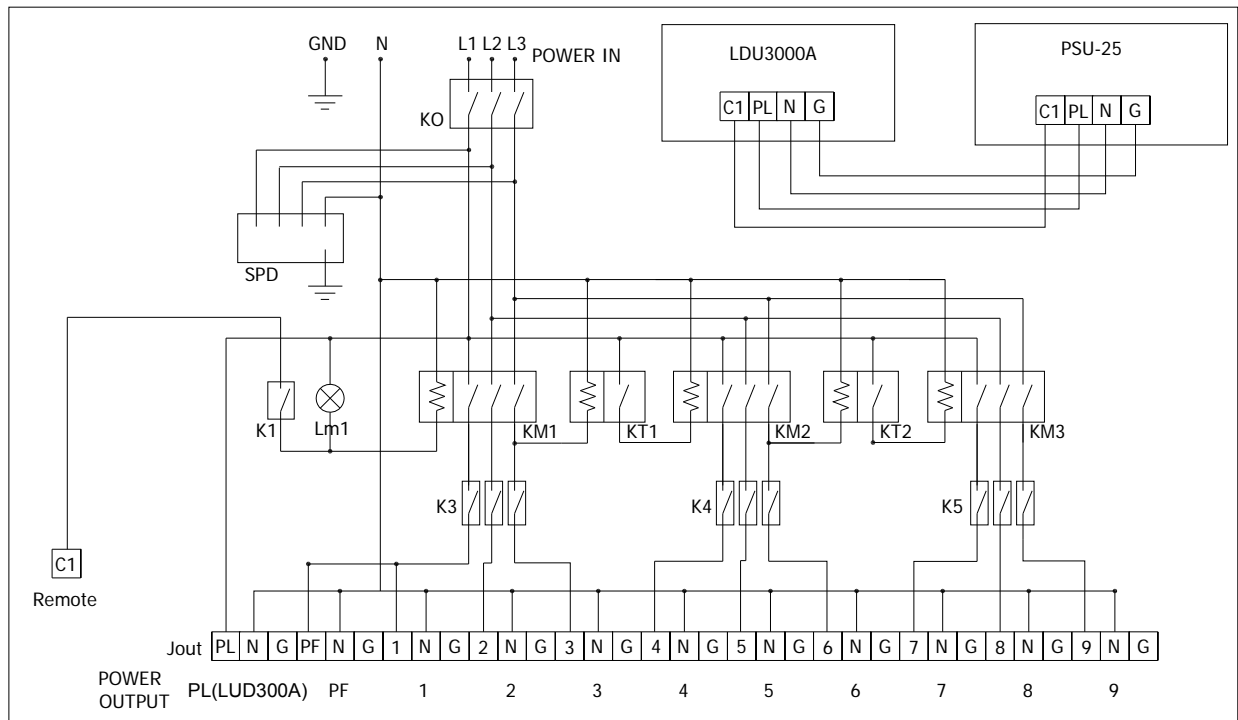 GND N L1 L2 L3 POWER IN
KO
LDU3000A
C1 PL N G
PSU-25
C1 PL N G
SPD
K1 Lm1 KM1 KT1 KM2 KT2 KM3
K3 K4 K5
C1
Remote
Jout PL N G PF N G 1 N G 2 N G 3 N G 4 N G 5 N G 6 N G 7 N G 8 N G 9 N G
POWER
OUTPUT PL(LUD300A) PF 1 2 3 4 5 6 7 8 9